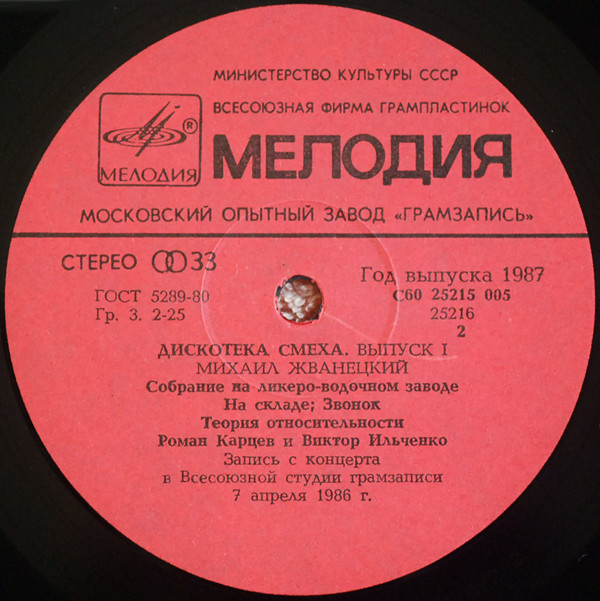 МИНИСТЕРСТВО КУЛЬТУРЫ СССР
ВСЕСОЮЗНАЯ ФИРМА ГРАМПЛАСТИНОК
®
МЕЛОДИЯ
МЕЛОДИЯ
МОСКОВСКИЙ ОПЫТНЫЙ ЗАВОД «ГРАМЗАПИСЬ»
СТЕРЕО 33
Год выпуска 1987
ГОСТ 5289-80
С60 25215 005
Гр. 3. 2-25
25216
2
ДИСКОТЕКА СМЕХА. ВЫПУСК I
МИХАИЛ ЖВАНЕЦКИЙ
Собрание на ликеро-водочном заводе
На складе; Звонок
Теория относительности
Роман Карцев и Виктор Ильченко
Запись с концерта
в Всесоюзной студии грамзаписи
7 апреля 1986 г.